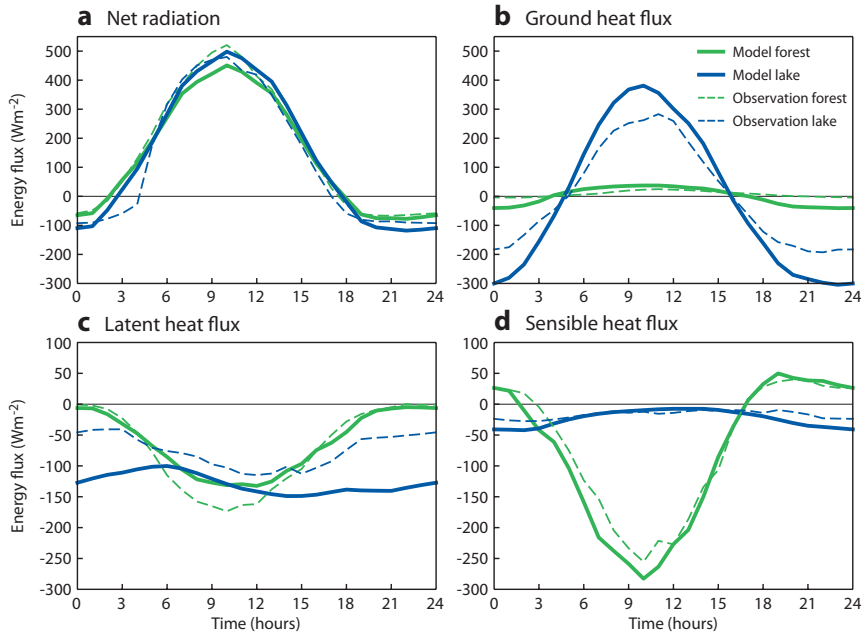 a Net radiation
b Ground heat flux
500
400
300
200
100
0
-100
-200
-300
Energy flux (Wm−2)
0 3 6 9 12 15 18 21 24
500
400
300
200
100
0
-100
-200
-300
0 3 6 9 12 15 18 21 24
Model forest
Model lake
Observation forest
Observation lake
c Latent heat flux
d Sensible heat flux
100
50
0
-50
-100
-150
-200
-250
-300
Energy flux (Wm−2)
0 3 6 9 12 15 18 21 24
Time (hours)
100
50
0
-50
-100
-150
-200
-250
-300
0 3 6 9 12 15 18 21 24
Time (hours)